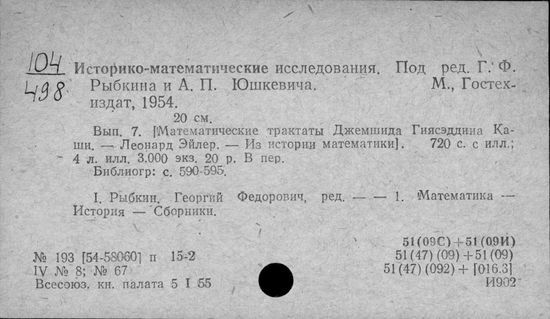 104
498
Историко-математические исследования. Под ред. Г. Ф.
Рыбкина и А. П. Юшкевича. М., Гостех-
издат, 1954.
20 см.
Вып. 7. [Математические трактаты Джемшида Гиясэддина Ка-
ши. — Леонард Эйлер. — Из истории математики]. 720 с. с илл.;
4 л. илл. 3.000 экз. 20 р. В пер.
Библиогр: с. 590-595.
I. Рыбкин, Георгий Федорович, ред. — — 1. Математика —
История — Сборники.
51(09С) + 51(09И)
№ 193 [54-58060] п 15-2 51(47)(09) + 51(09)
IV № 8; № 67 51(47)(092) + [016.3]
Всесоюз. кн. палата 5 I 55 И902